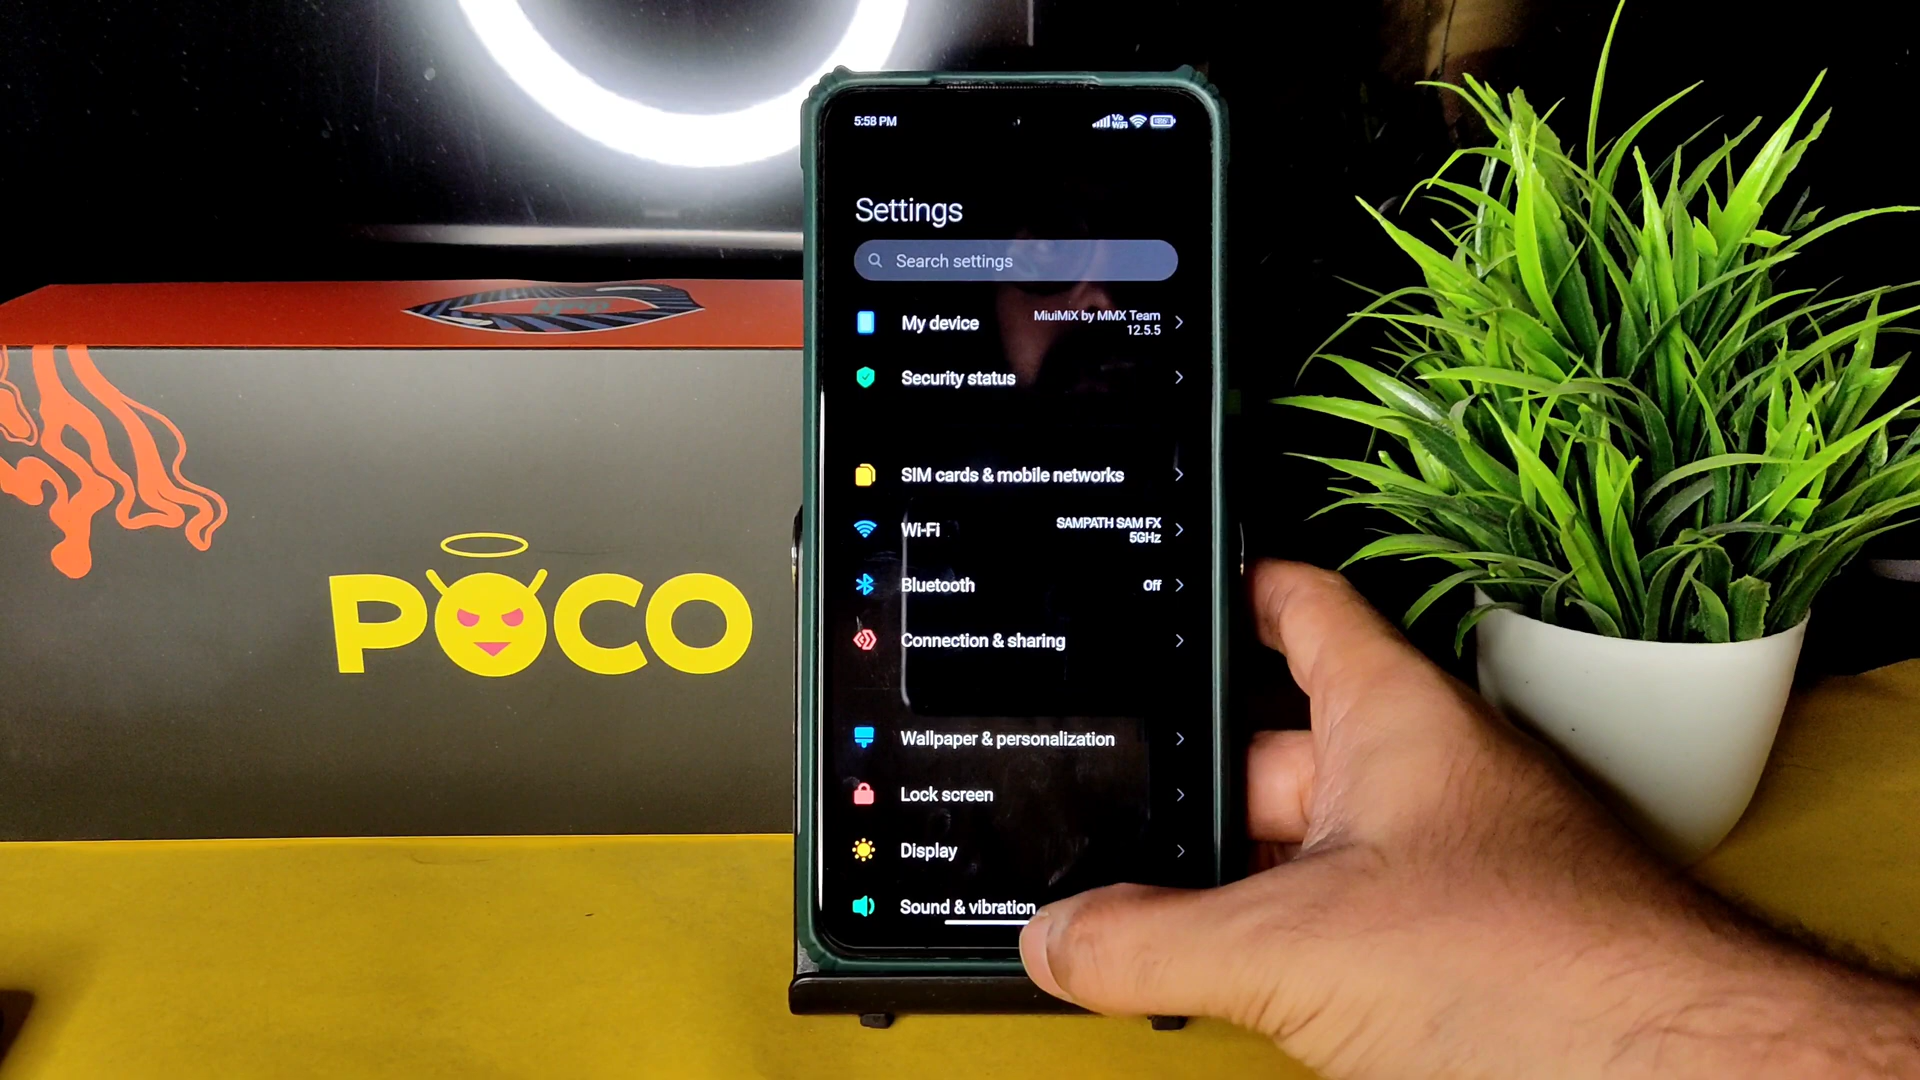 POCO
5:58 PM
Vo
WiFi
Settings
Search settings
My device
MiuiMiX by MMX Team
12.5.5
Security status
SIM cards & mobile networks
Wi-Fi
SAMPATH SAM FX
5GHz
Bluetooth
Off
Connection & sharing
Wallpaper & personalization
Lock screen
Display
Sound & vibration